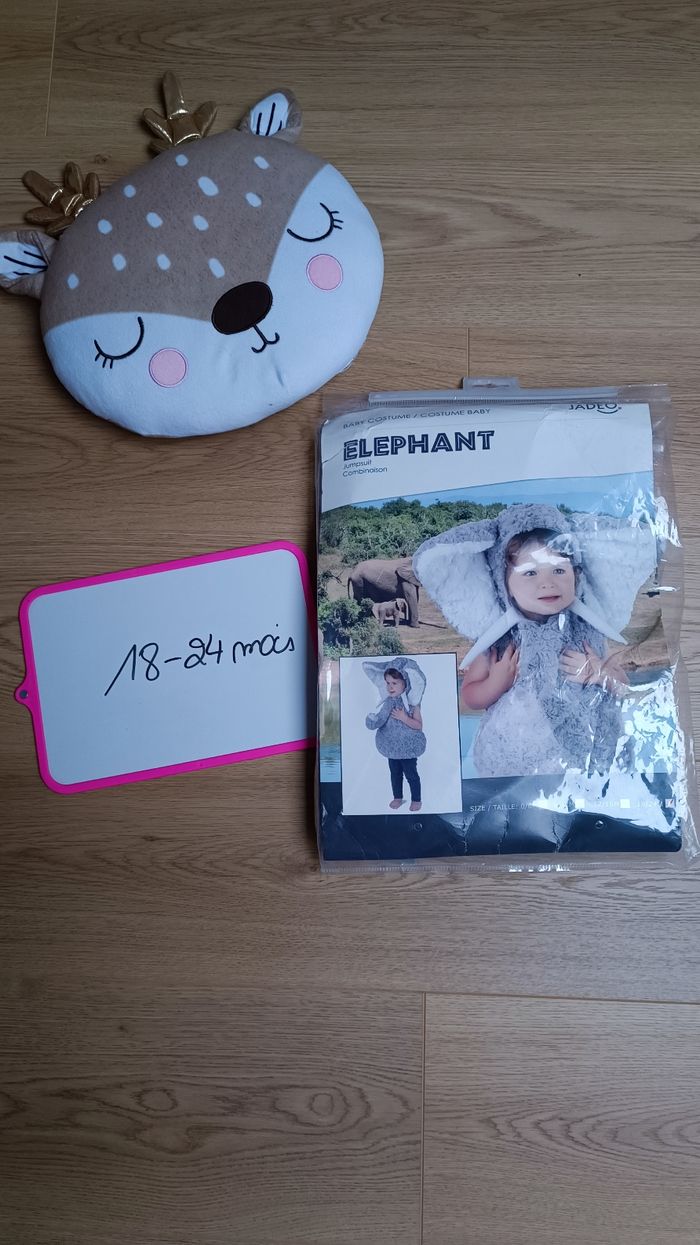 JADEO
BABY COSTUME / COSTUME BABY
ELEPHANT
Jumpsuit
Combinaison
18-24 mois
SIZE / TAILLE: